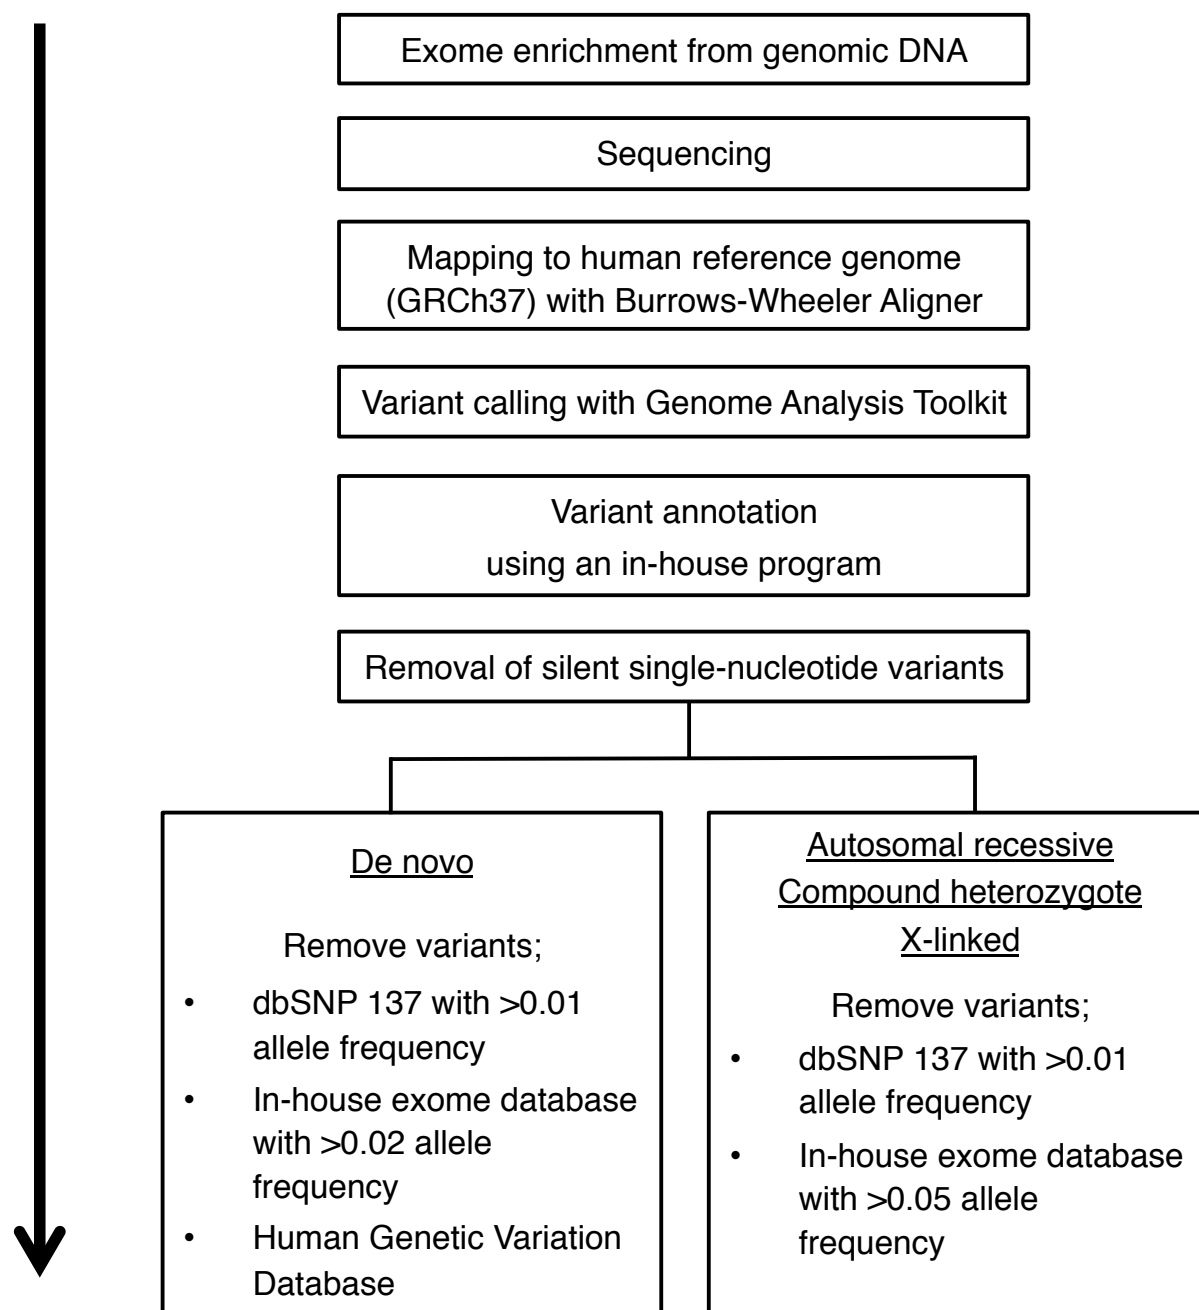 Exome enrichment from genomic DNA
Sequencing
Mapping to human reference genome
(GRCh37) with Burrows-Wheeler Aligner
Variant calling with Genome Analysis Toolkit
Variant annotation
using an in-house program
Removal of silent single-nucleotide variants
De novo
Remove variants;
• dbSNP 137 with >0.01
allele frequency
• In-house exome database
with >0.02 allele
frequency
• Human Genetic Variation
Database
Autosomal recessive
Compound heterozygote
X-linked
Remove variants;
• dbSNP 137 with >0.01
allele frequency
• In-house exome database
with >0.05 allele
frequency